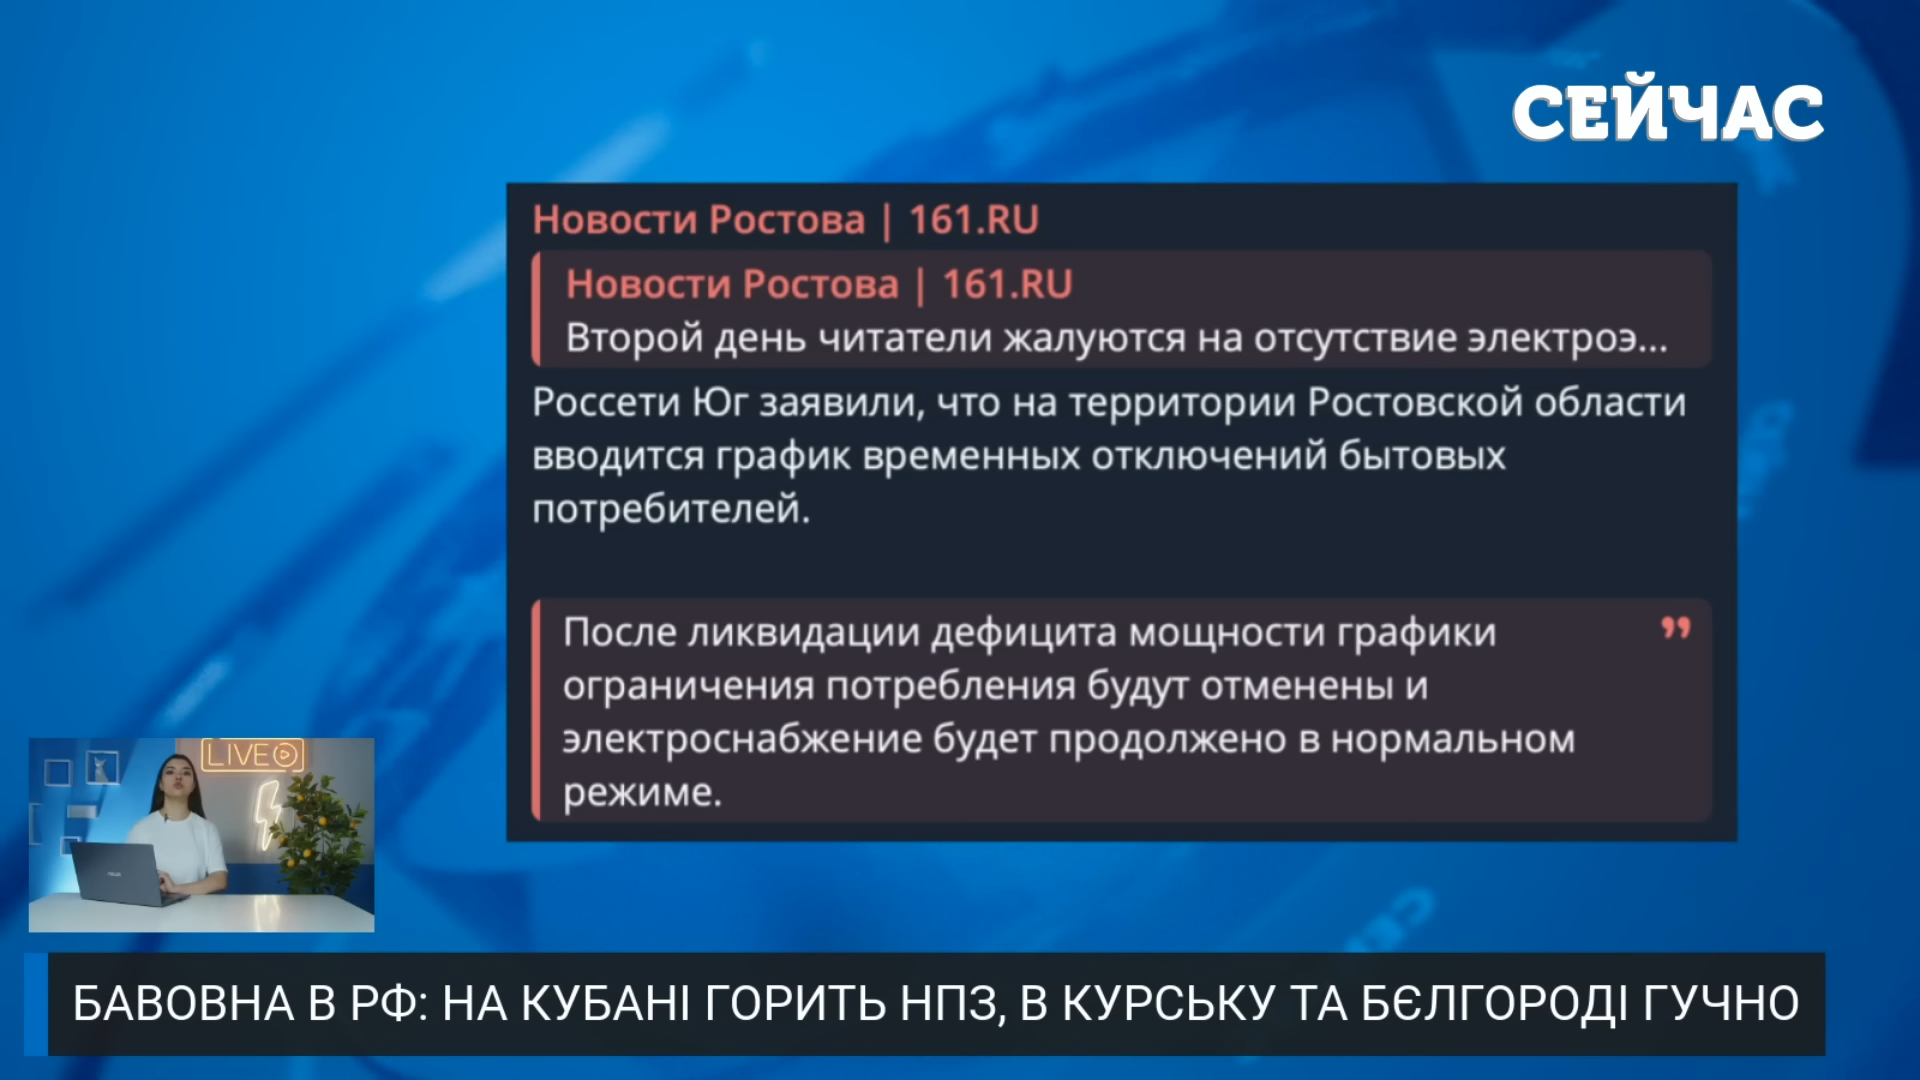 СЕЙЧАС
Новости Ростова | 161.RU
Новости Ростова | 161.RU
Второй день читатели жалуются на отсутствие электроэ...
Россети Юг заявили, что на территории Ростовской области
вводится график временных отключений бытовых
потребителей.
После ликвидации дефицита мощности графики
ограничения потребления будут отменены и
электроснабжение будет продолжено в нормальном
режиме.
LIVE
БАВОВНА В РФ: НА КУБАНІ ГОРИТЬ НПЗ, В КУРСЬКУ ТА БЄЛГОРОДІ ГУЧНО